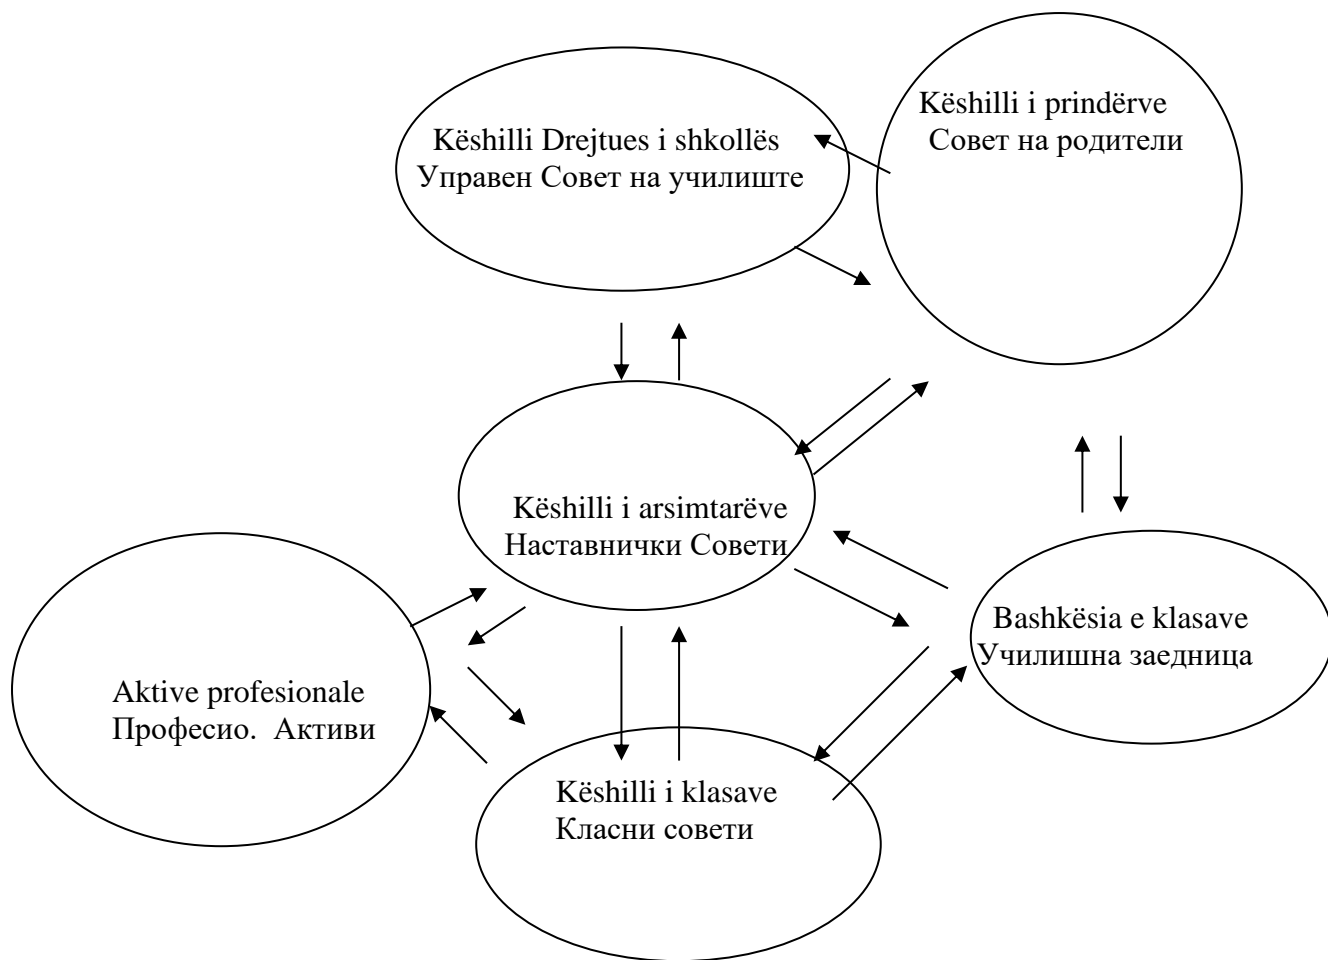 Këshilli Drejtues i shkollës
Управен Совет на училиште
Këshilli i prindërve
Совет на родители
Këshilli i arsimtarëve
Наставнички Совети
Bashkësia e klasave
Училишна заедница
Aktive profesionale
Професио. Активи
Këshilli i klasave
Класни совети